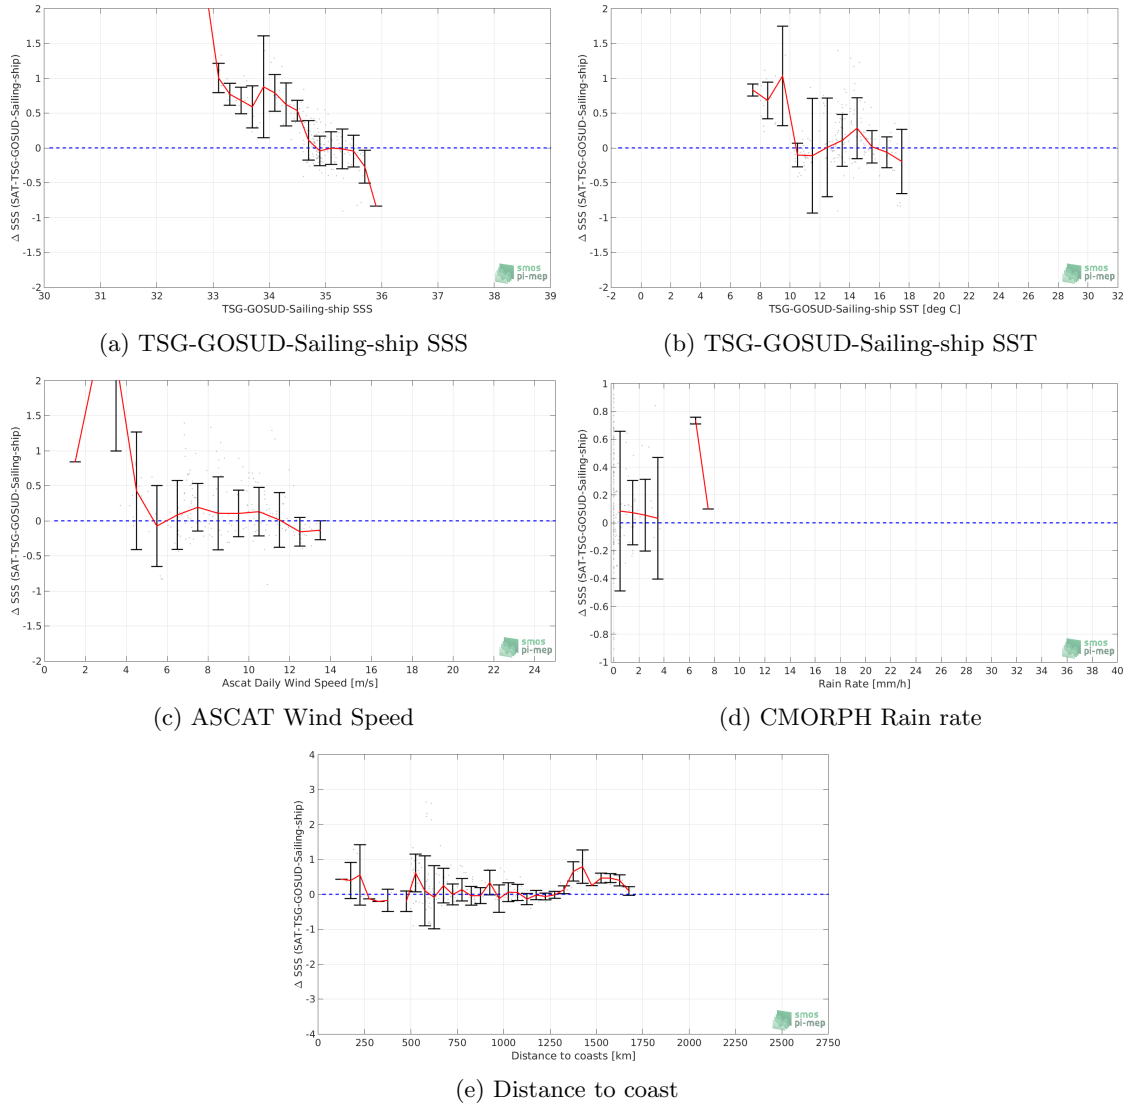 2
1.5
1
0.5
0
-0.5
-1
-1.5
-2
Δ SSS (SAT-TSG-GOSUD-Sailing-ship)
30 31 32 33 34 35 36 37 38 39
TSG-GOSUD-Sailing-ship SSS
smos
pi-mep
(a) TSG-GOSUD-Sailing-ship SSS
2
1.5
1
0.5
0
-0.5
-1
-1.5
-2
Δ SSS (SAT-TSG-GOSUD-Sailing-ship)
-2 0 2 4 6 8 10 12 14 16 18 20 22 24 26 28 30 32
TSG-GOSUD-Sailing-ship SST [deg C]
smos
pi-mep
(b) TSG-GOSUD-Sailing-ship SST
2
1.5
1
0.5
0
-0.5
-1
-1.5
-2
Δ SSS (SAT-TSG-GOSUD-Sailing-ship)
0 2 4 6 8 10 12 14 16 18 20 22 24
Ascat Daily Wind Speed [m/s]
smos
pi-mep
(c) ASCAT Wind Speed
1
0.8
0.6
0.4
0.2
0
-0.2
-0.4
-0.6
-0.8
-1
Δ SSS (SAT-TSG-GOSUD-Sailing-ship)
0 2 4 6 8 10 12 14 16 18 20 22 24 26 28 30 32 34 36 38 40
Rain Rate [mm/h]
smos
pi-mep
(d) CMORPH Rain rate
4
3
2
1
0
-1
-2
-3
-4
Δ SSS (SAT-TSG-GOSUD-Sailing-ship)
0 250 500 750 1000 1250 1500 1750 2000 2250 2500 2750
Distance to coasts [km]
smos
pi-mep
(e) Distance to coast